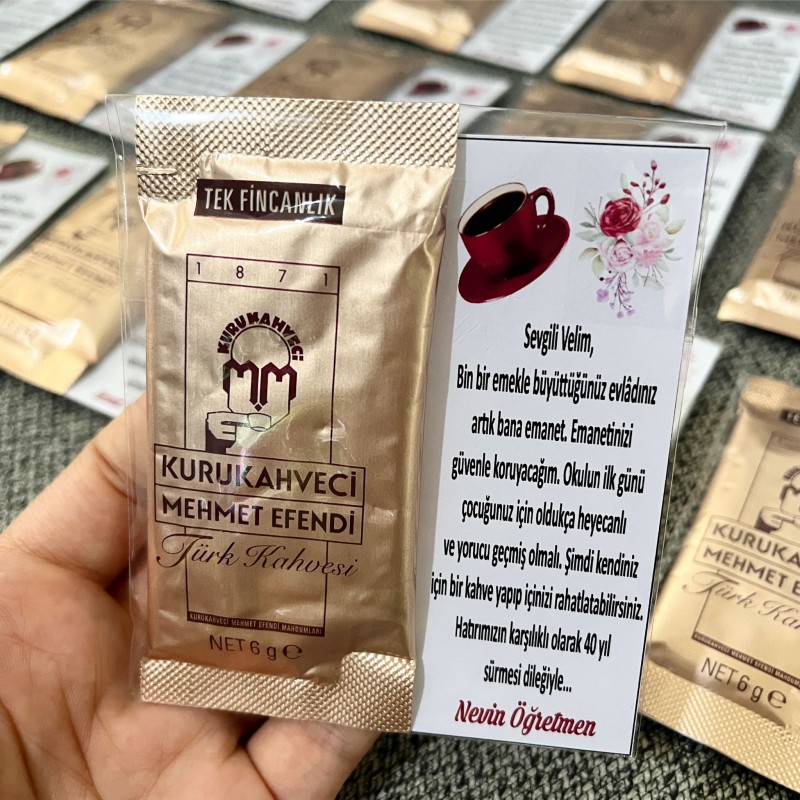 TEK FİNCANLIK
1871
KURUKAHVECİ
MM
KURUKAHVECİ
MEHMET EFENDİ
Türk Kahvesi
KURUKAHVECİ MEHMET EFENDİ MAHDUMLARI
NET 6 g ℮
Sevgili Velim,
Bin bir emekle büyüttüğünüz evlâdınız
artık bana emanet. Emanetinizi
güvenle koruyacağım. Okulun ilk günü
çocuğunuz için oldukça heyecanlı
ve yorucu geçmiş olmalı. Şimdi kendiniz
için bir kahve yapıp içinizi rahatlatabilirsiniz.
Hatırımızın karşılıklı olarak 40 yıl
sürmesi dileğiyle...
Nevin Öğretmen
KURUKA
MEHMET E
Türk Ka
NET 6 g ℮